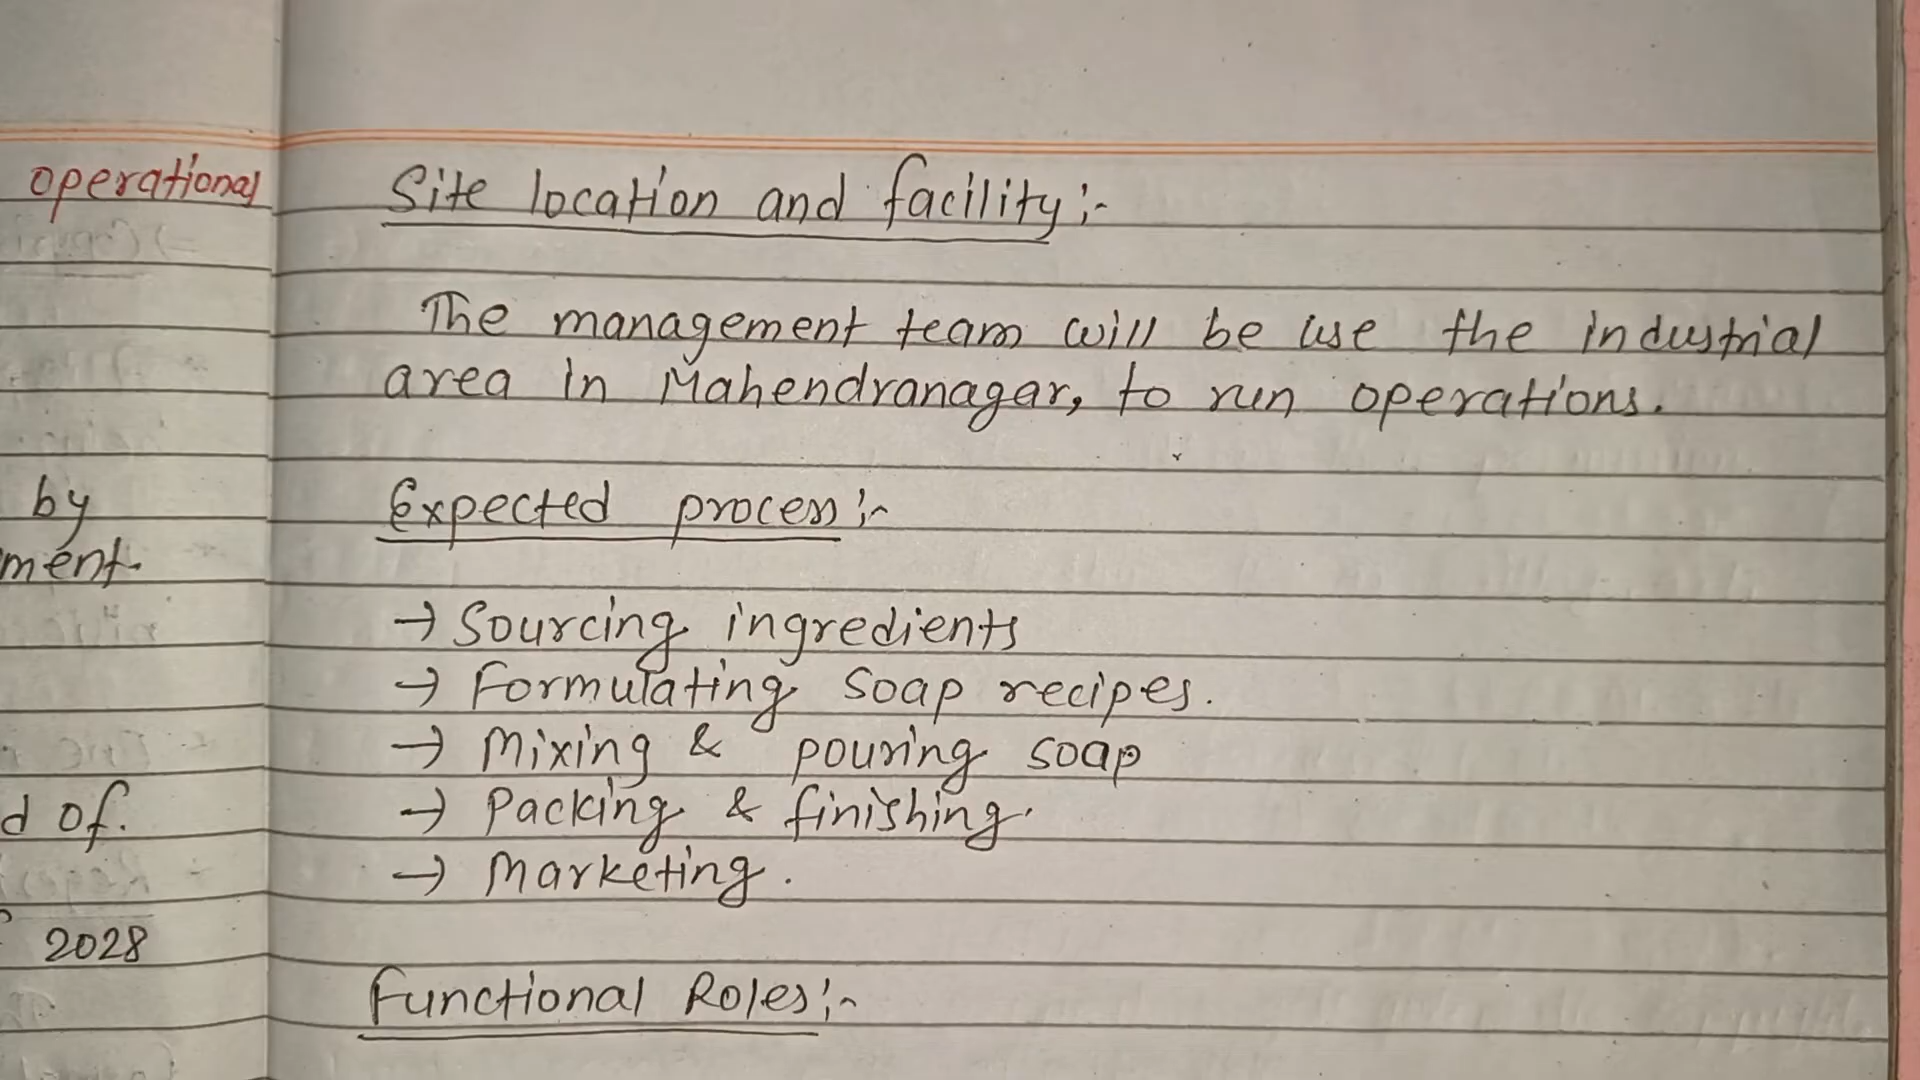 operational
by
ment.
d of.
2028
Site location and facility :-
The management team will be use the industrial
area in Mahendranagar, to run operations.
Expected process :-
→ Sourcing ingredients
→ Formulating soap recipes.
→ Mixing & pouring soap
→ Packing & finishing.
→ Marketing.
Functional Roles :-